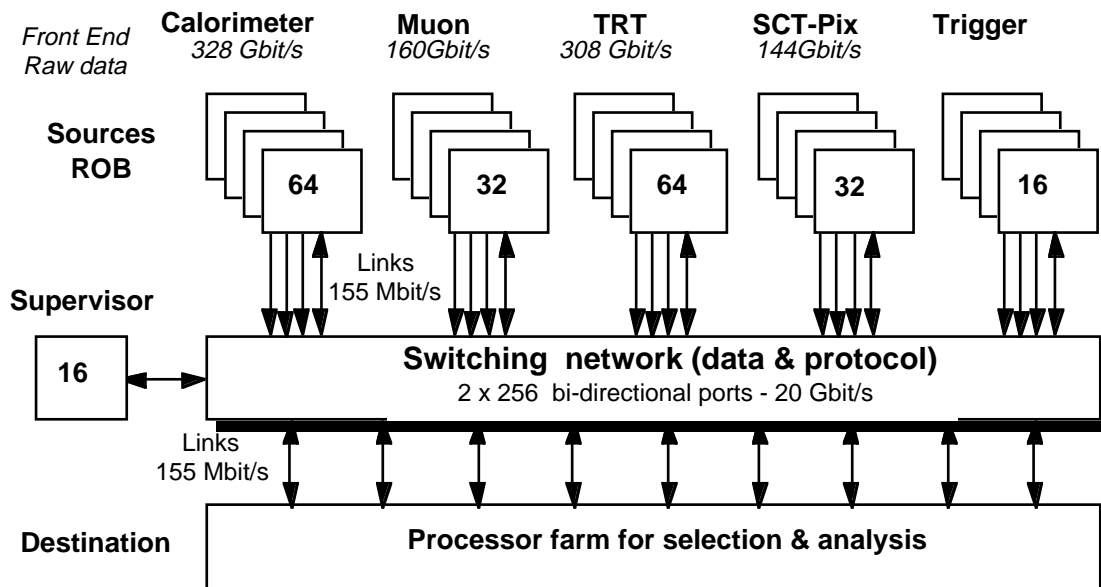 Front End
Raw data
Calorimeter
328 Gbit/s
Muon
160Gbit/s
TRT
308 Gbit/s
SCT-Pix
144Gbit/s
Trigger
Sources
ROB
64
32
64
32
16
Links
155 Mbit/s
Supervisor
16
Switching network (data & protocol)
2 x 256 bi-directional ports - 20 Gbit/s
Links
155 Mbit/s
Destination
Processor farm for selection & analysis